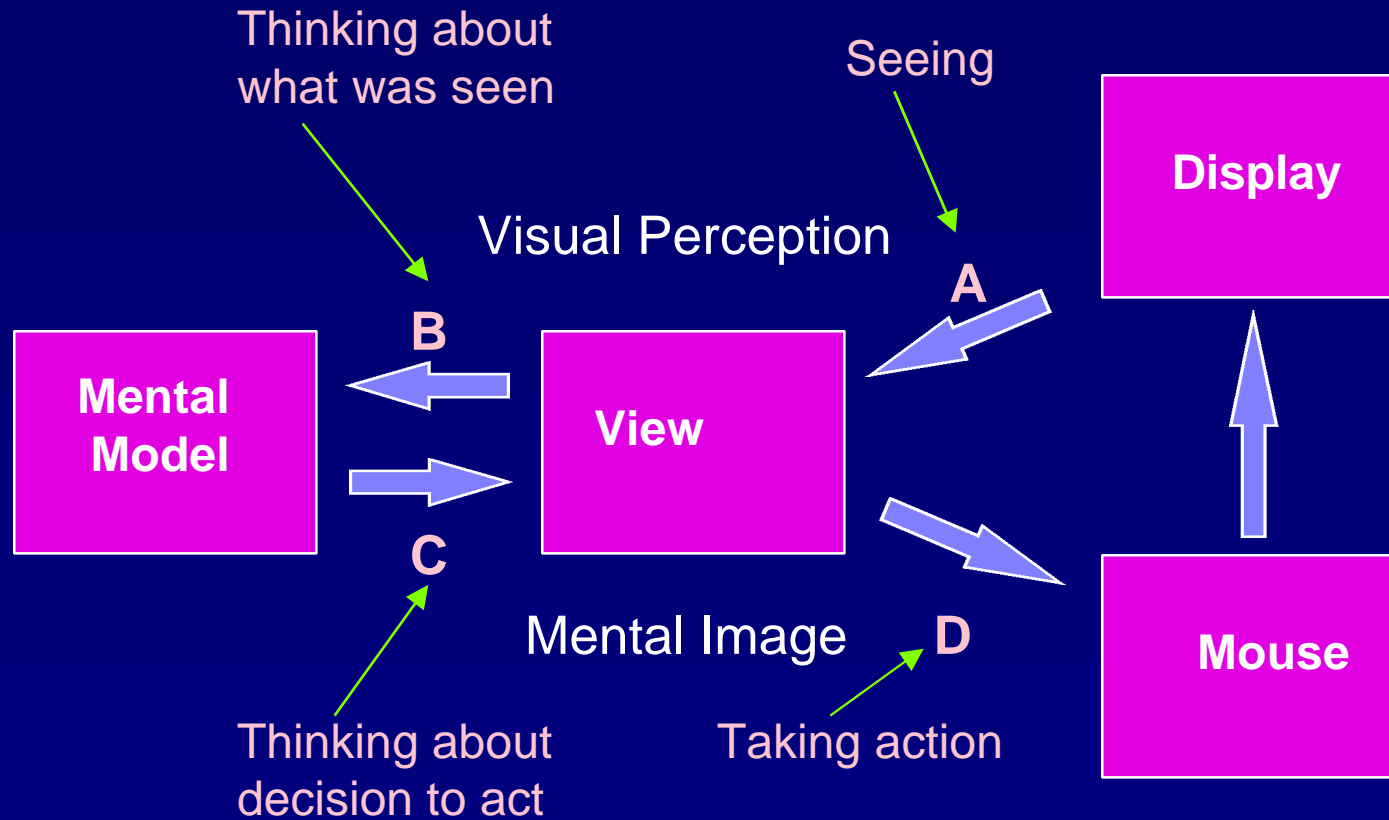 Thinking about
what was seen
Seeing
Display
Visual Perception
A
B
Mental
Model
View
C
Mental Image
D
Mouse
Thinking about
decision to act
Taking action